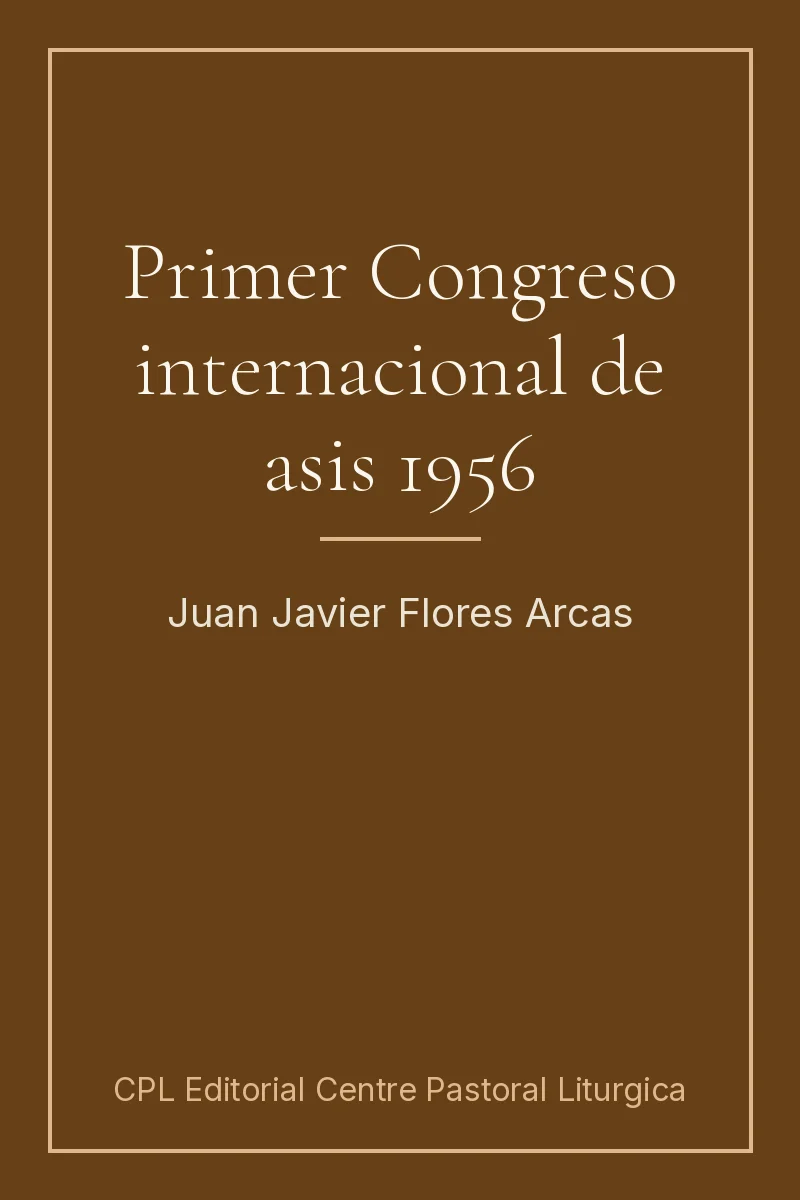 Primer Congreso
internacional de
asis 1956
Juan Javier Flores Arcas
CPL Editorial Centre Pastoral Liturgica